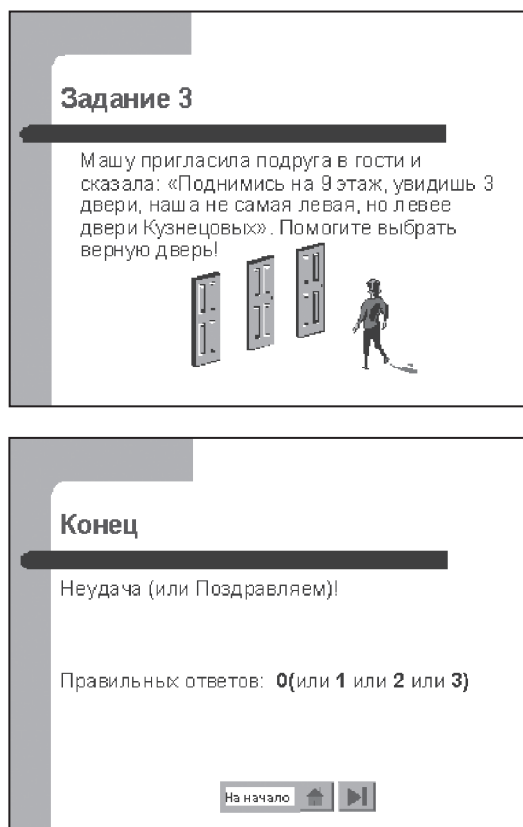 Задание 3
Машу пригласила подруга в гости и
сказала: «Поднимись на 9 этаж, увидишь 3
двери, наша не самая левая, но левее
двери Кузнецовых». Помогите выбрать
верную дверь!
Конец
Неудача (или Поздравляем)!
Правильных ответов: 0(или 1 или 2 или 3)
На начало